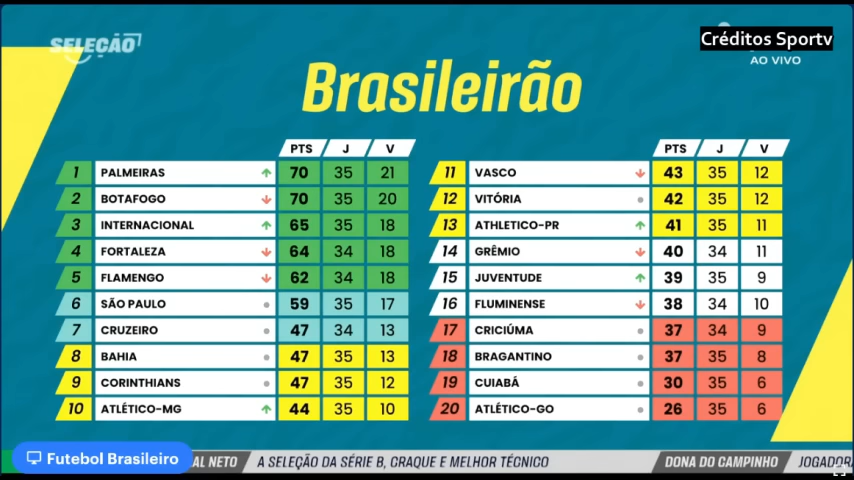 SELEÇÃO
Créditos Sportv
AO VIVO
Brasileirão
PTS J V
1 PALMEIRAS 70 35 21
2 BOTAFOGO 70 35 20
3 INTERNACIONAL 65 35 18
4 FORTALEZA 64 34 18
5 FLAMENGO 62 34 18
6 SÃO PAULO 59 35 17
7 CRUZEIRO 47 34 13
8 BAHIA 47 35 13
9 CORINTHIANS 47 35 12
10 ATLÉTICO-MG 44 35 10
PTS J V
11 VASCO 43 35 12
12 VITÓRIA 42 35 12
13 ATHLETICO-PR 41 35 11
14 GRÊMIO 40 34 11
15 JUVENTUDE 39 35 9
16 FLUMINENSE 38 34 10
17 CRICIÚMA 37 34 9
18 BRAGANTINO 37 35 8
19 CUIABÁ 30 35 6
20 ATLÉTICO-GO 26 35 6
Futebol Brasileiro AL NETO A SELEÇÃO DA SÉRIE B, CRAQUE E MELHOR TÉCNICO DONA DO CAMPINHO JOGADORA